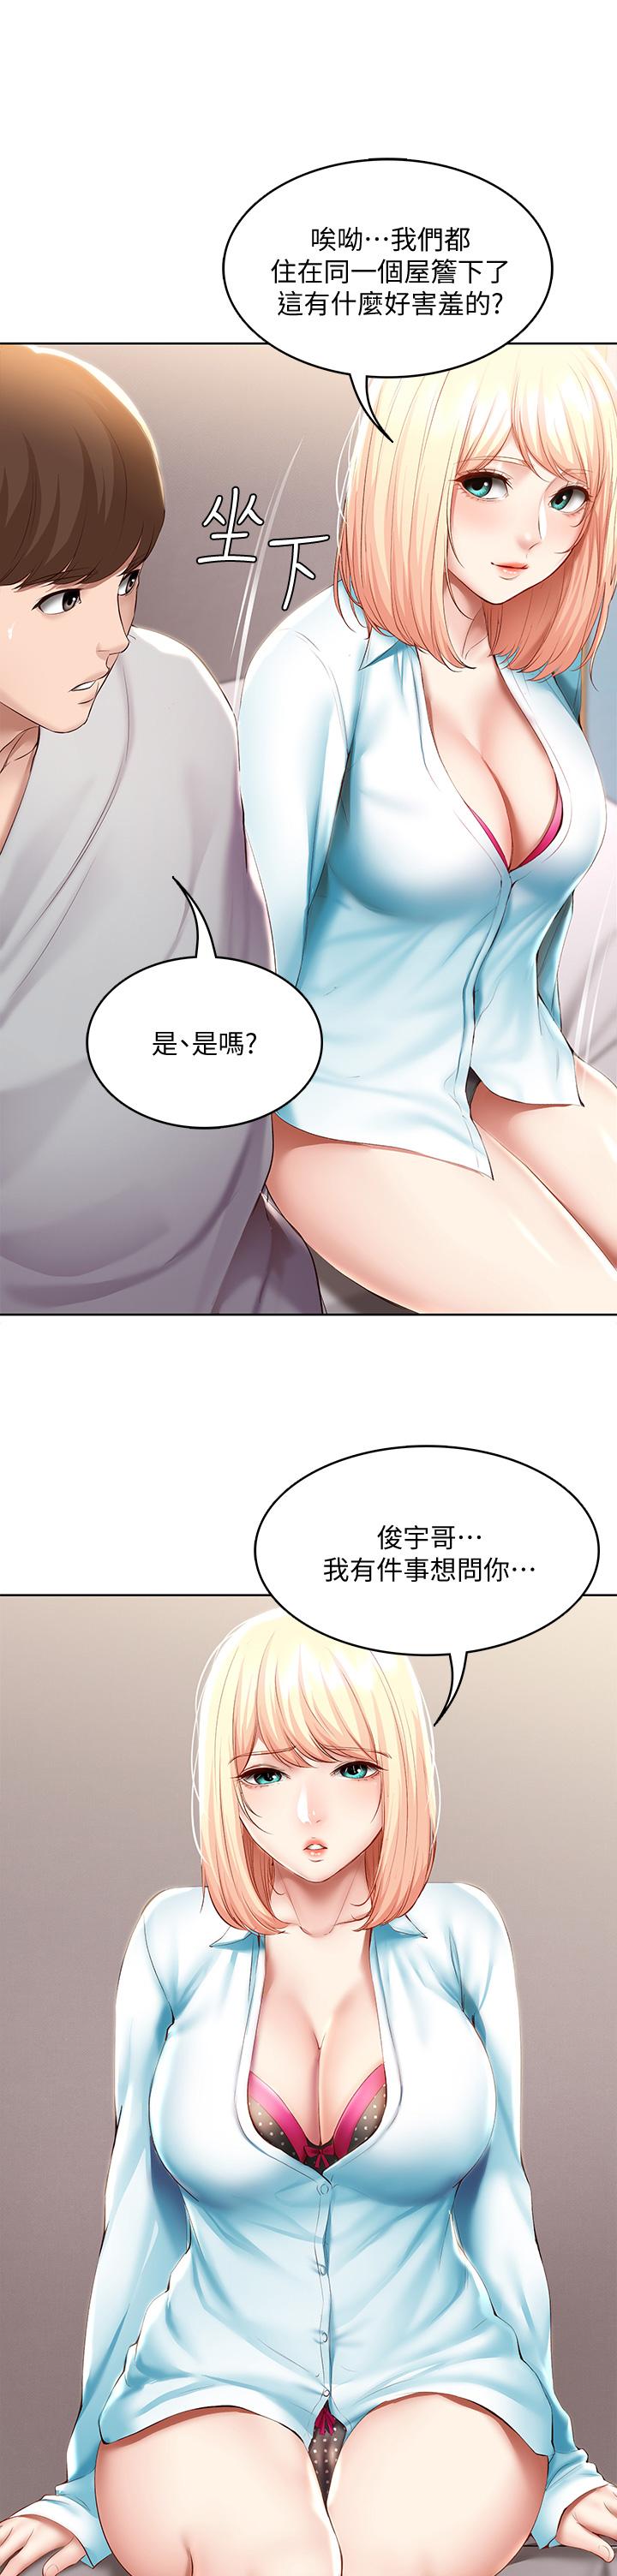 唉呦⋯我們都
住在同一個屋簷下了
這有什麼好害羞的?
坐下
是、是嗎?
俊宇哥⋯
我有件事想問你⋯